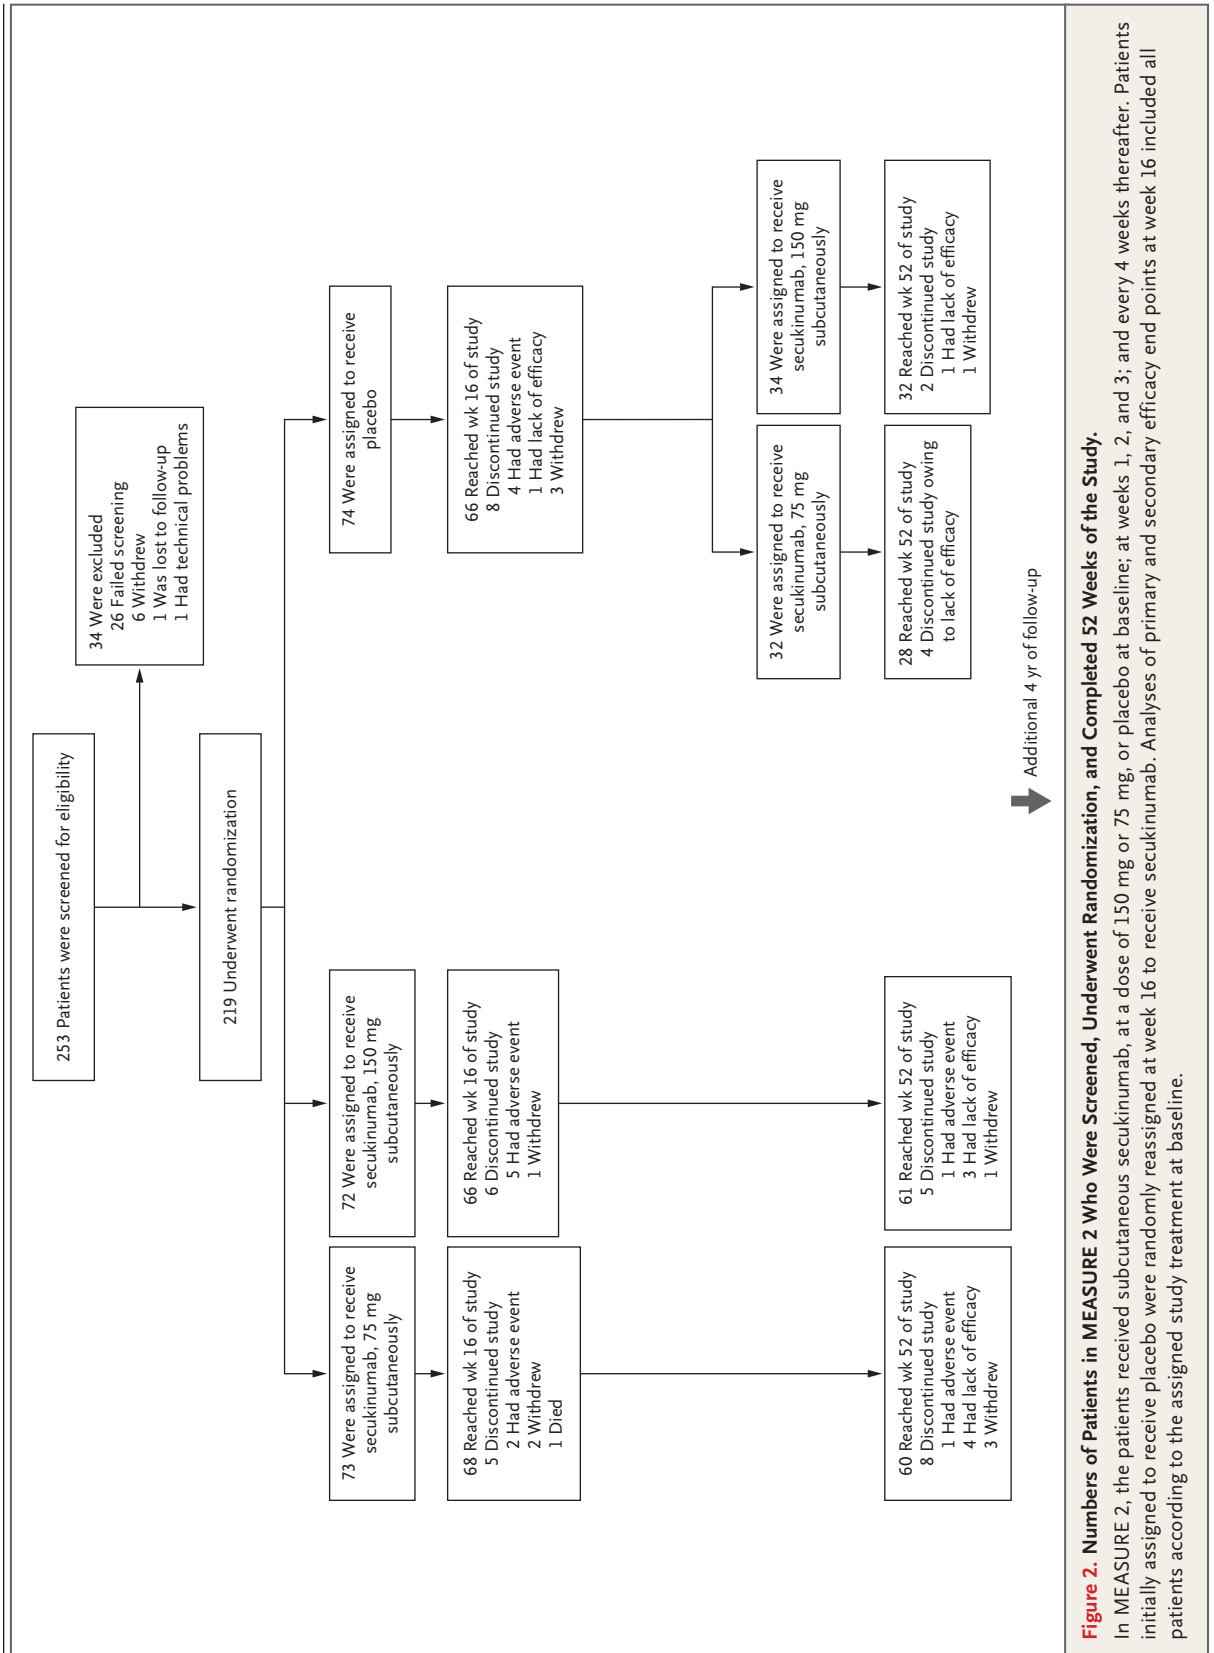 253 Patients were screened for eligibility
34 Were excluded
26 Failed screening
6 Withdrew
1 Was lost to follow-up
1 Had technical problems
219 Underwent randomization
73 Were assigned to receive
secukinumab, 75 mg
subcutaneously
72 Were assigned to receive
secukinumab, 150 mg
subcutaneously
74 Were assigned to receive
placebo
68 Reached wk 16 of study
5 Discontinued study
2 Had adverse event
2 Withdrew
1 Died
66 Reached wk 16 of study
6 Discontinued study
5 Had adverse event
1 Withdrew
66 Reached wk 16 of study
8 Discontinued study
4 Had adverse event
1 Had lack of efficacy
3 Withdrew
32 Were assigned to receive
secukinumab, 75 mg
subcutaneously
34 Were assigned to receive
secukinumab, 150 mg
subcutaneously
60 Reached wk 52 of study
8 Discontinued study
1 Had adverse event
4 Had lack of efficacy
3 Withdrew
61 Reached wk 52 of study
5 Discontinued study
1 Had adverse event
3 Had lack of efficacy
1 Withdrew
28 Reached wk 52 of study
4 Discontinued study owing
to lack of efficacy
32 Reached wk 52 of study
2 Discontinued study
1 Had lack of efficacy
1 Withdrew
Additional 4 yr of follow-up
Figure 2. Numbers of Patients in MEASURE 2 Who Were Screened, Underwent Randomization, and Completed 52 Weeks of the Study.
In MEASURE 2, the patients received subcutaneous secukinumab, at a dose of 150 mg or 75 mg, or placebo at baseline; at weeks 1, 2, and 3; and every 4 weeks thereafter. Patients
initially assigned to receive placebo were randomly reassigned at week 16 to receive secukinumab. Analyses of primary and secondary efficacy end points at week 16 included all
patients according to the assigned study treatment at baseline.